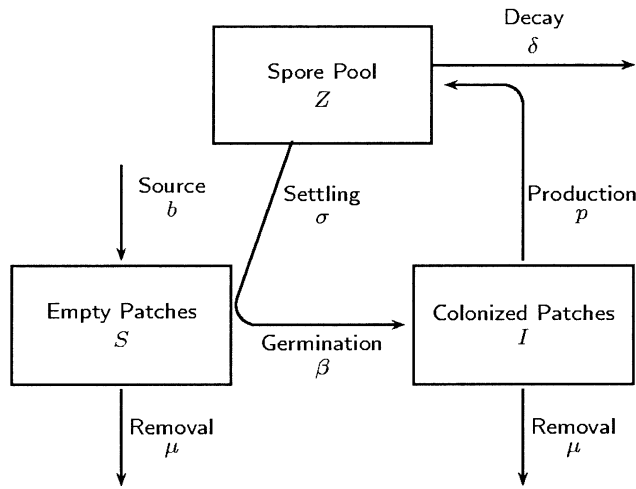 Decay
δ
Spore Pool
Z
Source
b
Settling
σ
Production
p
Empty Patches
S
Germination
β
Colonized Patches
I
Removal
μ
Removal
μ